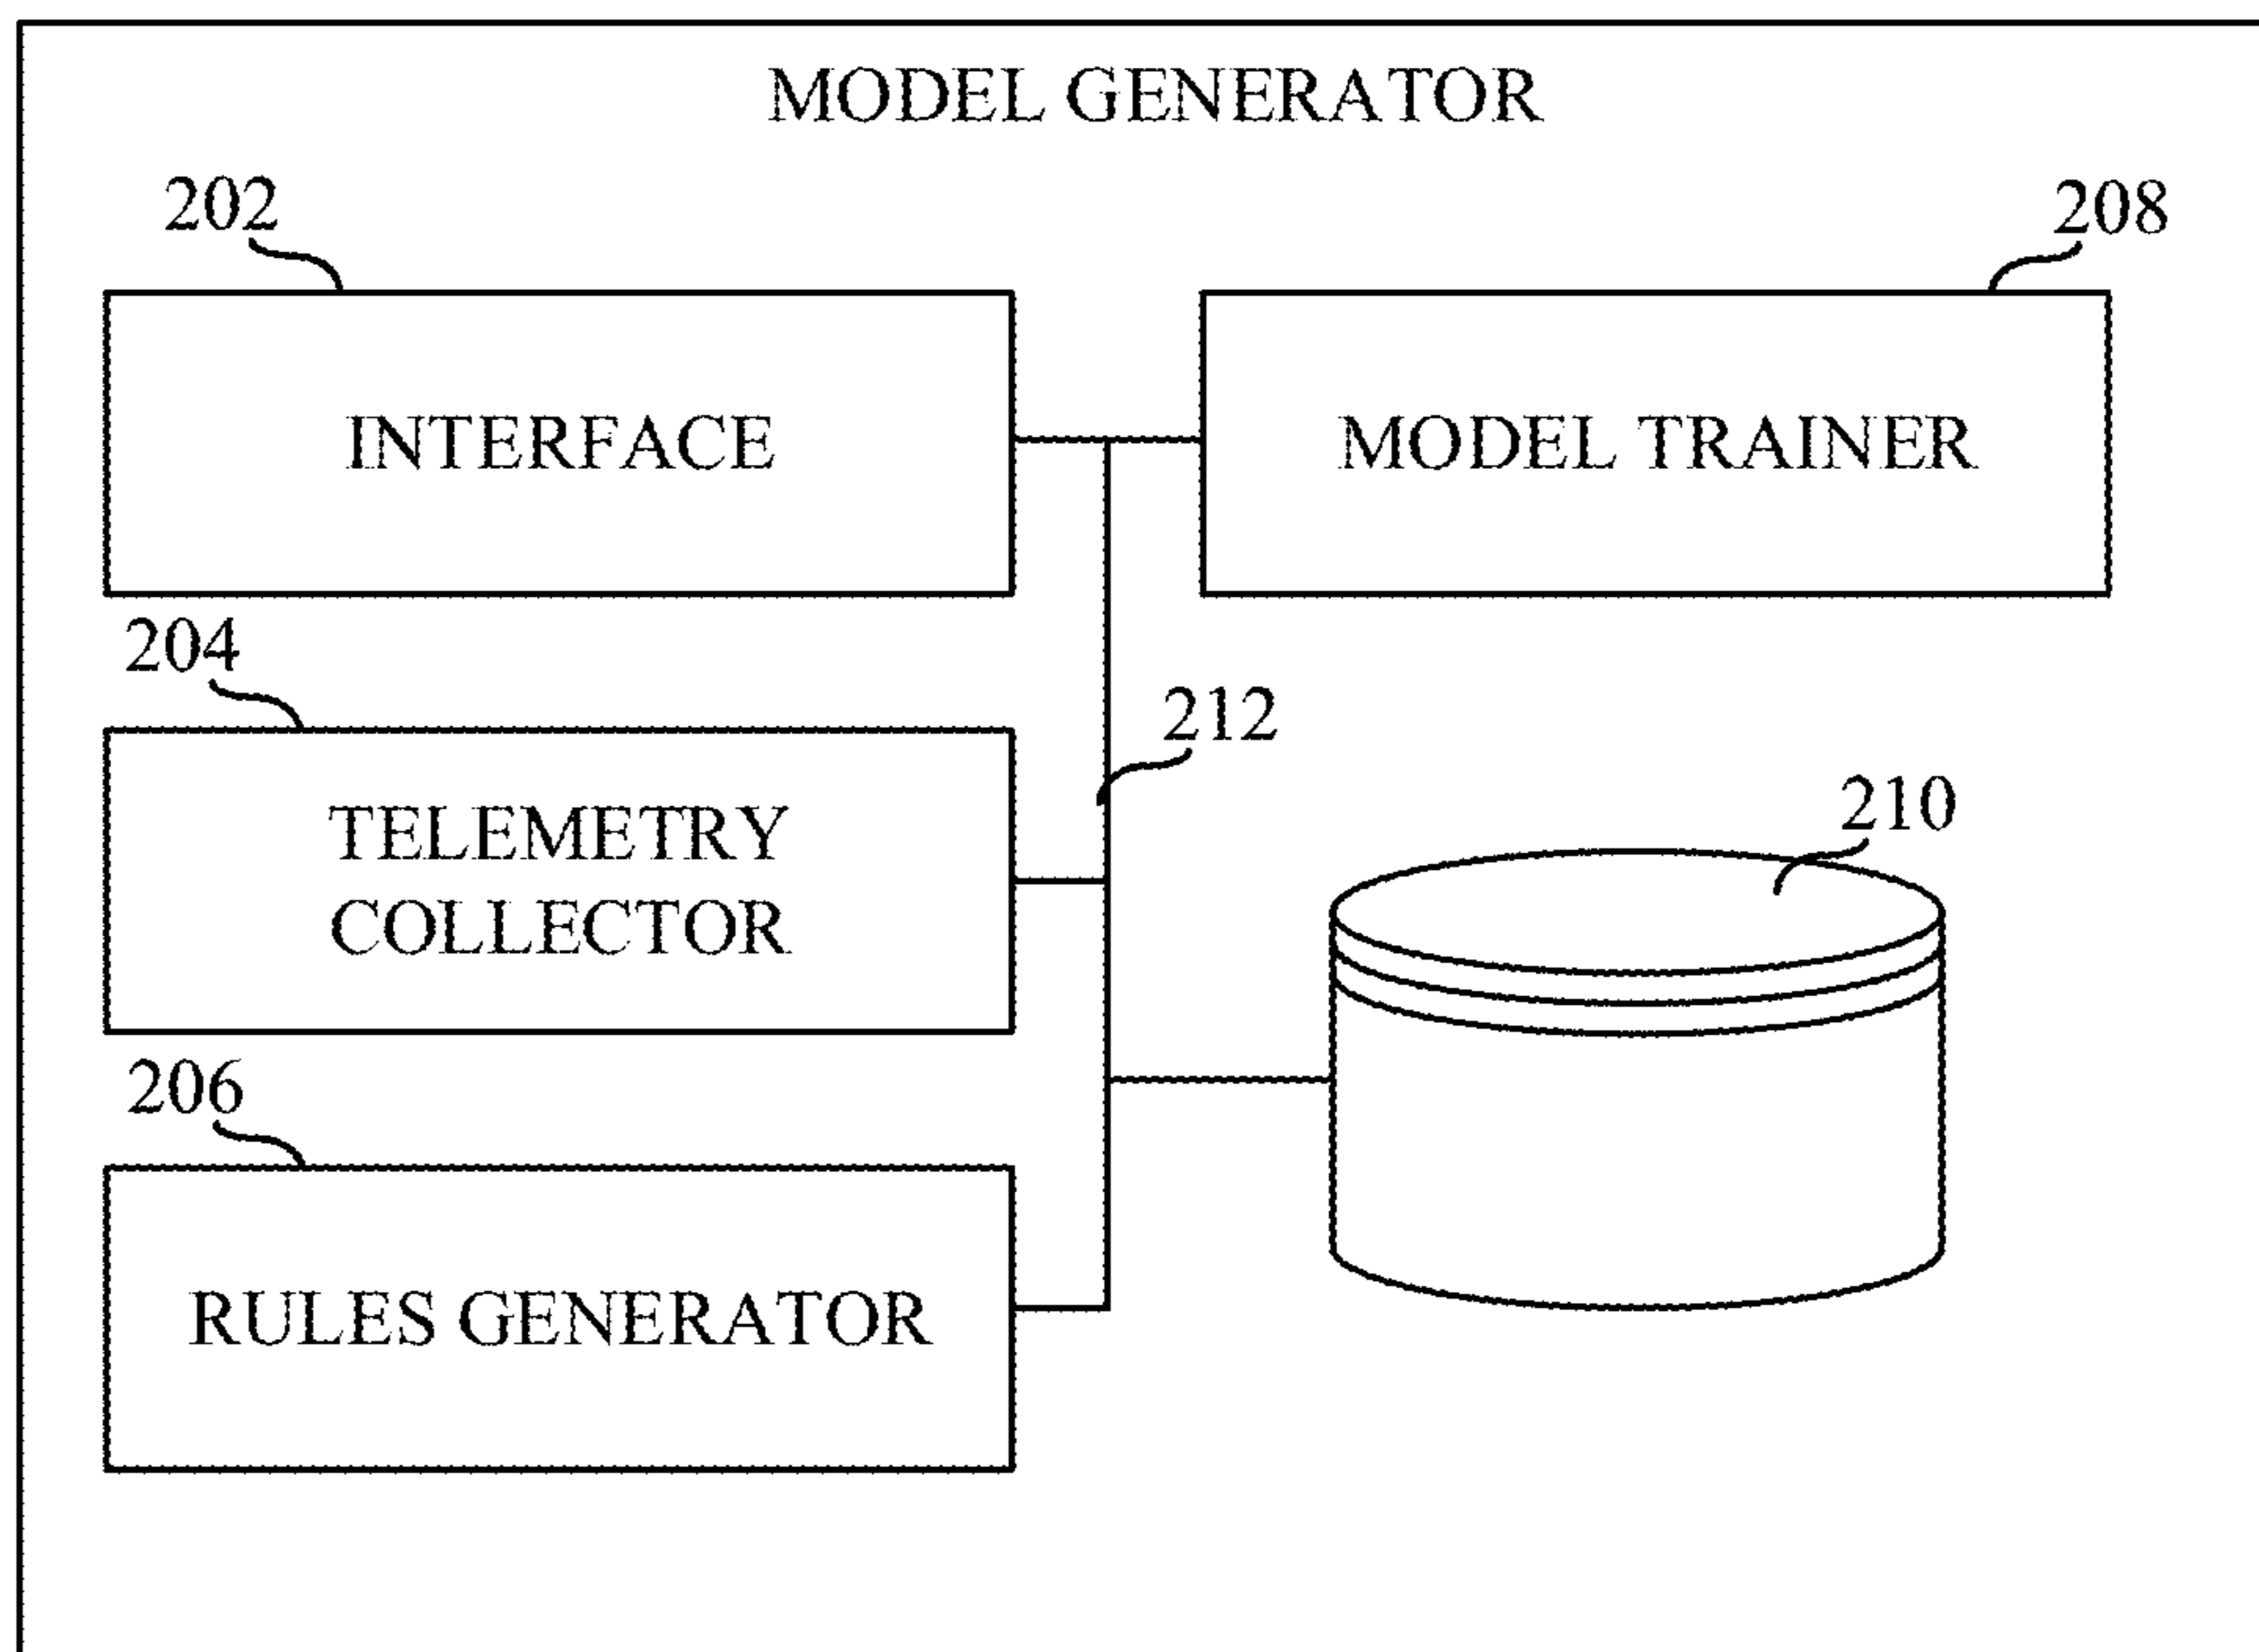 MODEL GENERATOR
202
208
INTERFACE
MODEL TRAINER
204
212
TELEMETRY
COLLECTOR
210
206
RULES GENERATOR